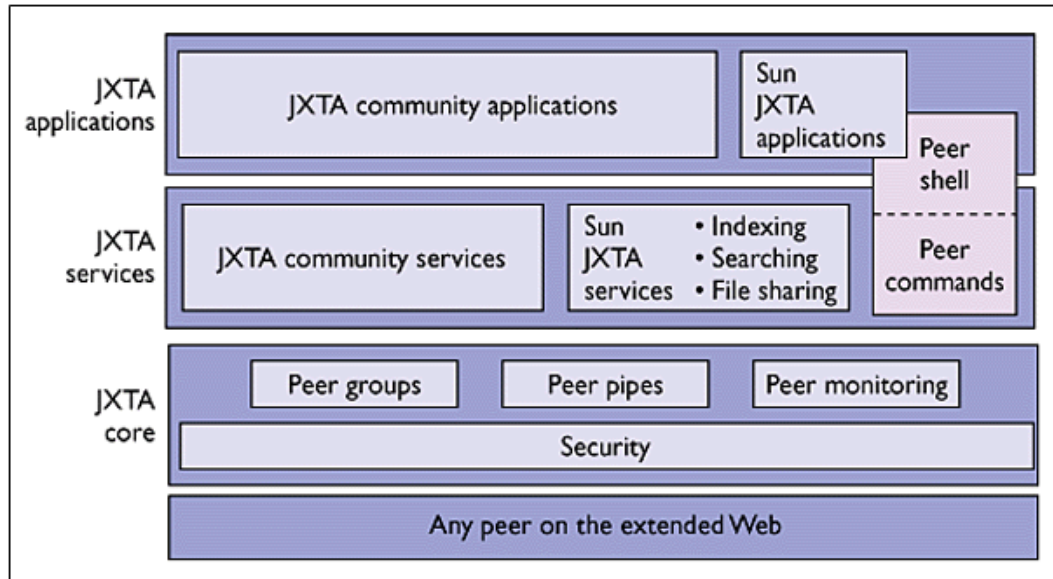 JXTA
applications
JXTA community applications
Sun
JXTA
applications
Peer
shell
Peer
commands
JXTA
services
JXTA community services
Sun
JXTA
services
• Indexing
• Searching
• File sharing
JXTA
core
Peer groups
Peer pipes
Peer monitoring
Security
Any peer on the extended Web